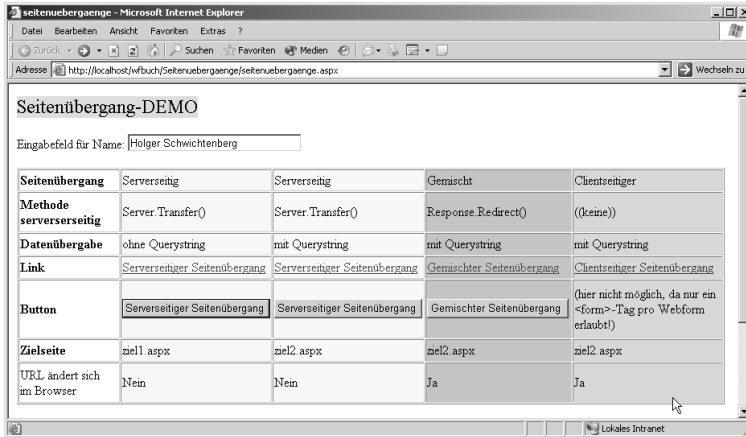 seitenuebergaenge - Microsoft Internet Explorer
Datei Bearbeiten Ansicht Favoriten Extras ?
Zurück Suchen Favoriten Medien
Adresse http://localhost/wfbuch/Seitenuebergaenge/seitenuebergaenge.aspx Wechseln zu
Seitenübergang-DEMO
Eingabefeld für Name: Holger Schwichtenberg
Seitenübergang Serverseitig Serverseitig Gemischt Clientseitiger
Methode serverserseitig Server.Transfer() Server.Transfer() Response.Redirect() ((keine))
Datenübergabe ohne Querystring mit Querystring mit Querystring mit Querystring
Link Serverseitiger Seitenübergang Serverseitiger Seitenübergang Gemischter Seitenübergang Clientseitiger Seitenübergang
Button Serverseitiger Seitenübergang Serverseitiger Seitenübergang Gemischter Seitenübergang (hier nicht möglich, da nur ein <form>-Tag pro Webform erlaubt!)
Zielseite ziel1.aspx ziel2.aspx ziel2.aspx ziel2.aspx
URL ändert sich im Browser Nein Nein Ja Ja
Lokales Intranet